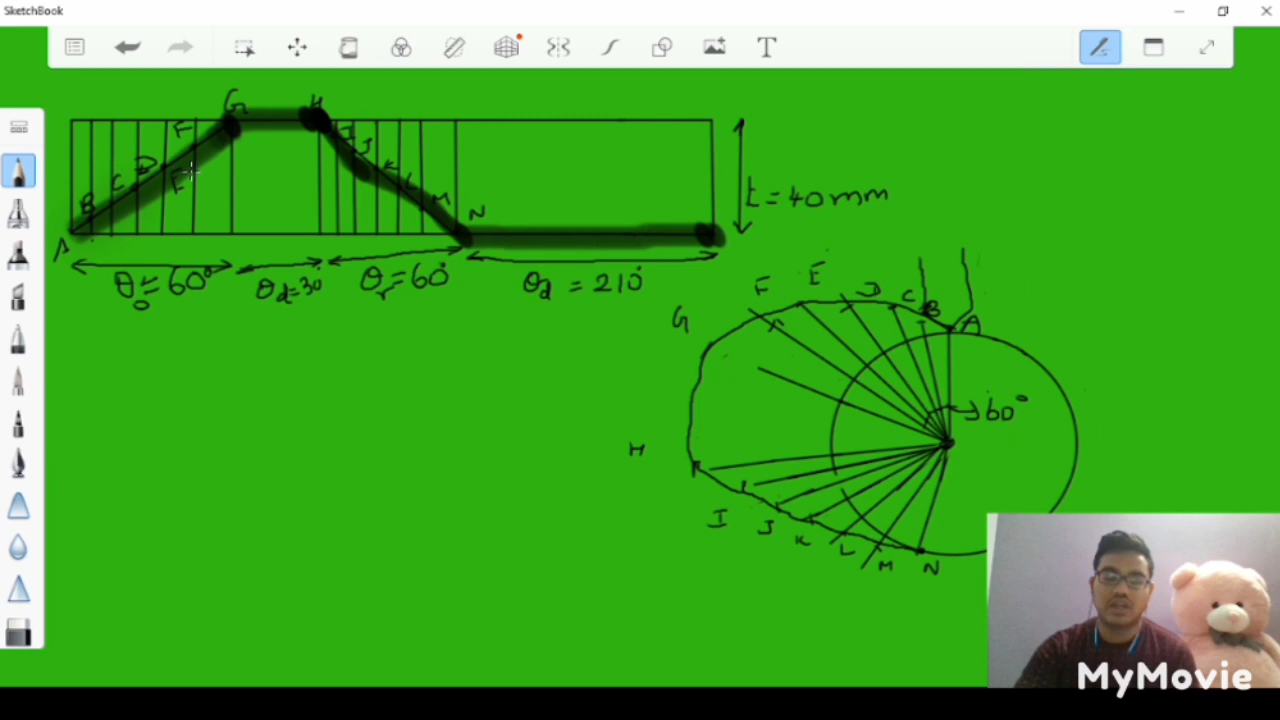 SketchBook
G H
F I
D J
C E K
B L
M
A N
t = 40mm
θo = 60° θd = 30° θr = 60° θd = 210°
G F E D C B A
60°
H
I J K L M N
MyMovie